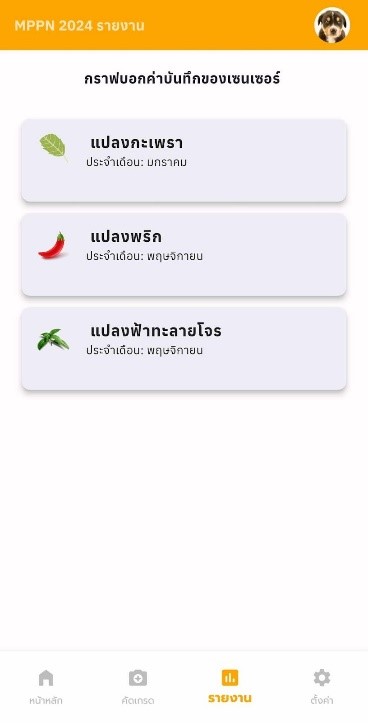 MPPN 2024 รายงาน
กราฟบอกค่าบันทึกของเซนเซอร์
แปลงกะเพรา
ประจำเดือน: มกราคม
แปลงพริก
ประจำเดือน: พฤษจิกายน
แปลงฟ้าทะลายโจร
ประจำเดือน: พฤษจิกายน
หน้าหลัก คัดเกรด รายงาน ตั้งค่า